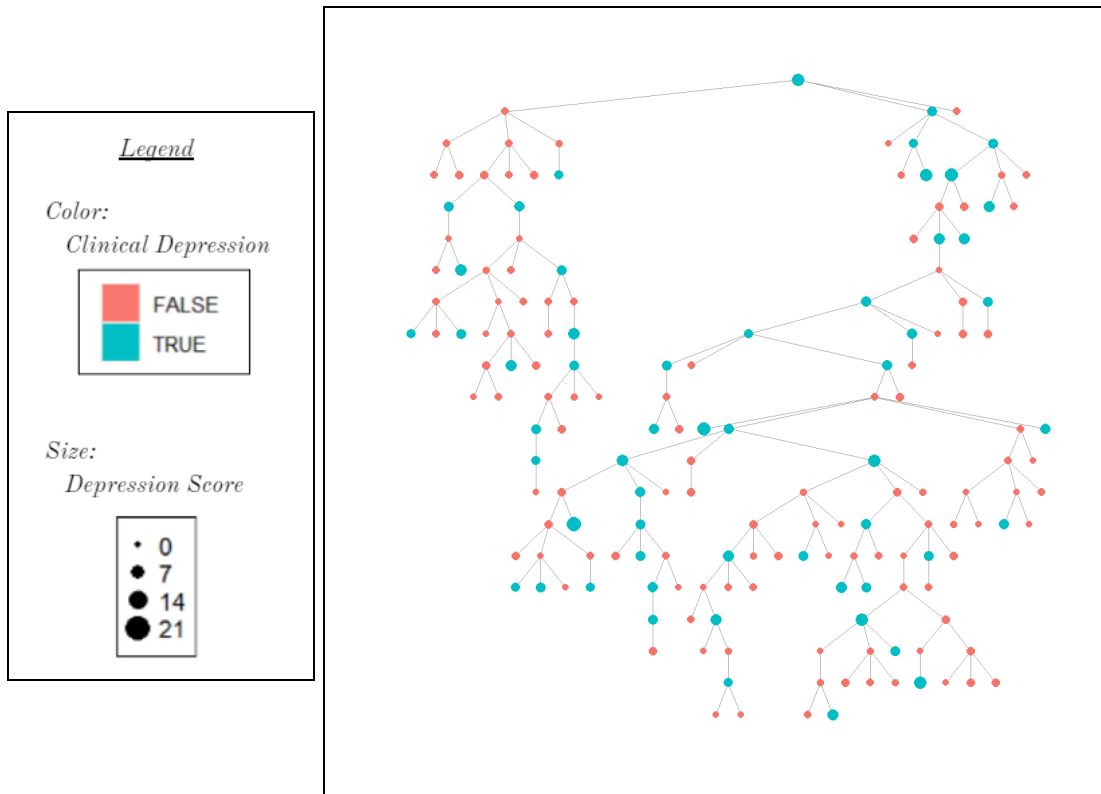 Legend
Color:
Clinical Depression
FALSE
TRUE
Size:
Depression Score
0
7
14
21